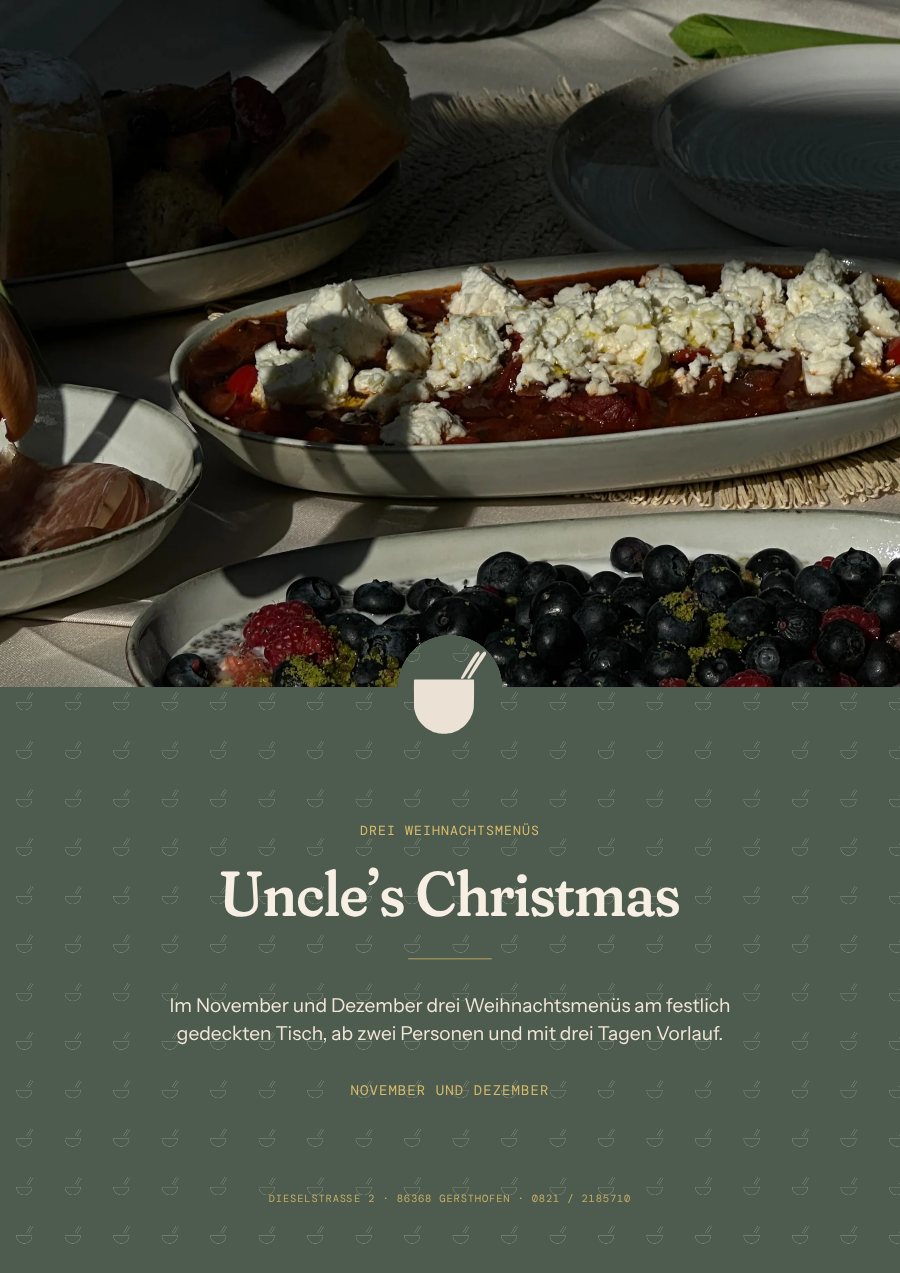 DREI WEIHNACHTSMENÜS
Uncle’s Christmas
Im November und Dezember drei Weihnachtsmenüs am festlich
gedeckten Tisch, ab zwei Personen und mit drei Tagen Vorlauf.
NOVEMBER UND DEZEMBER
DIESELSTRASSE 2 · 86368 GERSTHOFEN · 0821 / 2185710